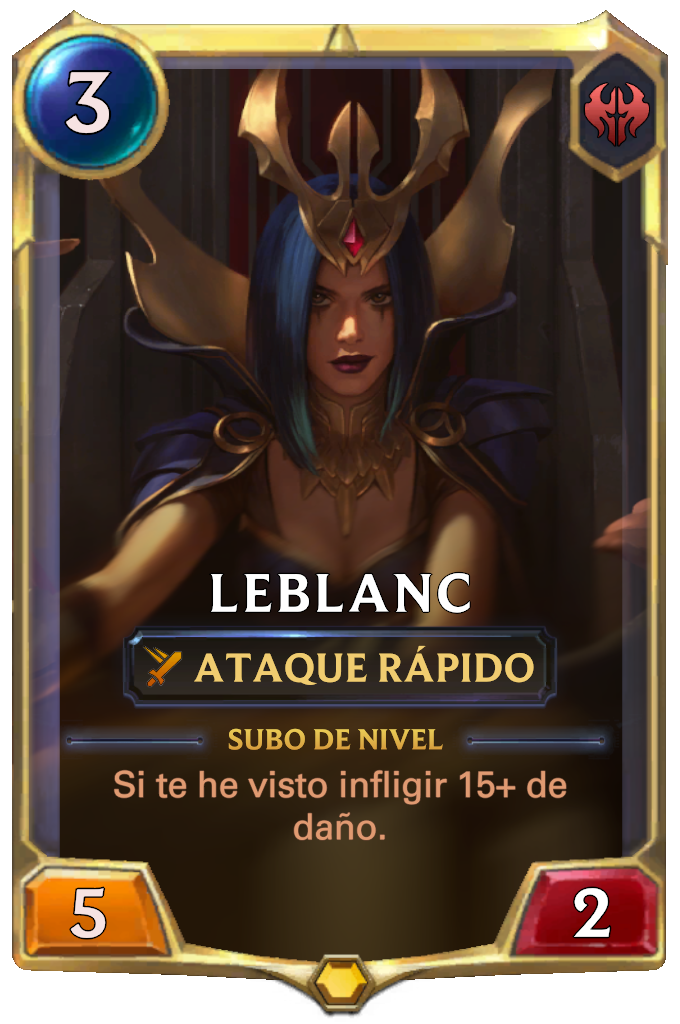 3
LEBLANC
ATAQUE RÁPIDO
SUBO DE NIVEL
Si te he visto infligir 15+ de
daño.
5 2